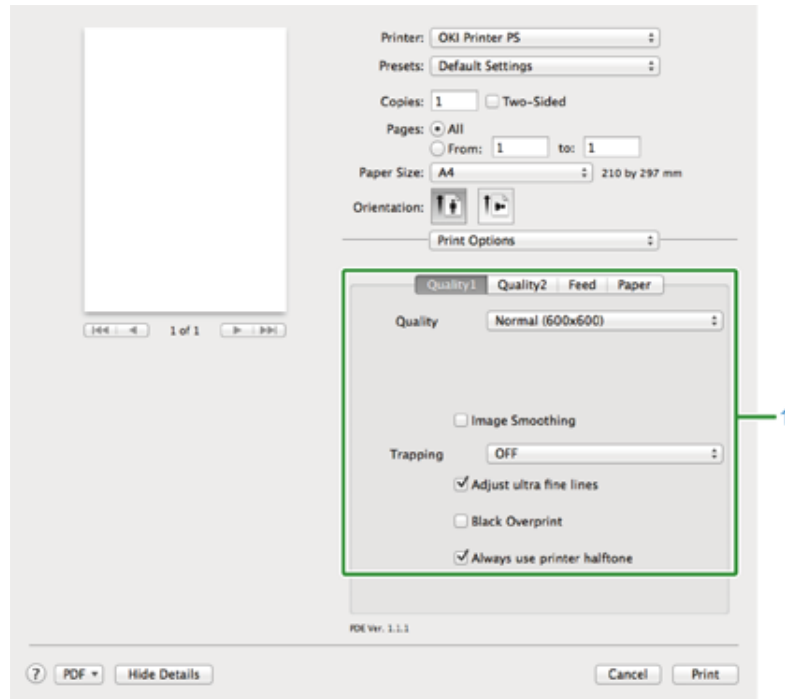 Printer: OKI Printer PS
Presets: Default Settings
Copies: 1 Two-Sided
Pages: All
From: 1 to: 1
Paper Size: A4 210 by 297 mm
Orientation:
Print Options
Quality1 Quality2 Feed Paper
Quality Normal (600x600)
1 of 1
Image Smoothing
Trapping OFF
Adjust ultra fine lines
Black Overprint
Always use printer halftone
PDE Ver. 1.1.1
? PDF Hide Details Cancel Print